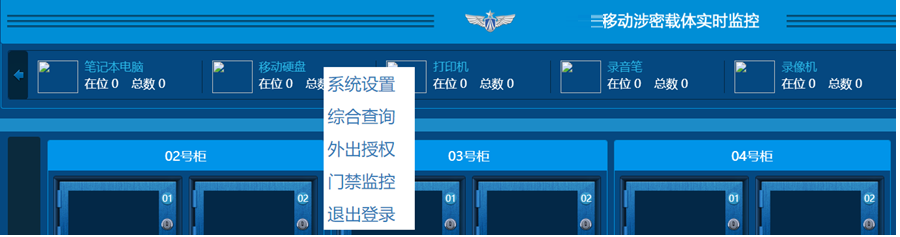 移动涉密载体实时监控
笔记本电脑
在位 0 总数 0
移动硬盘
在位 0 总数 0
打印机
在位 0 总数 0
录音笔
在位 0 总数 0
录像机
在位 0 总数 0
系统设置
综合查询
外出授权
门禁监控
退出登录
02号柜
03号柜
04号柜
01
02
01
02
01
02